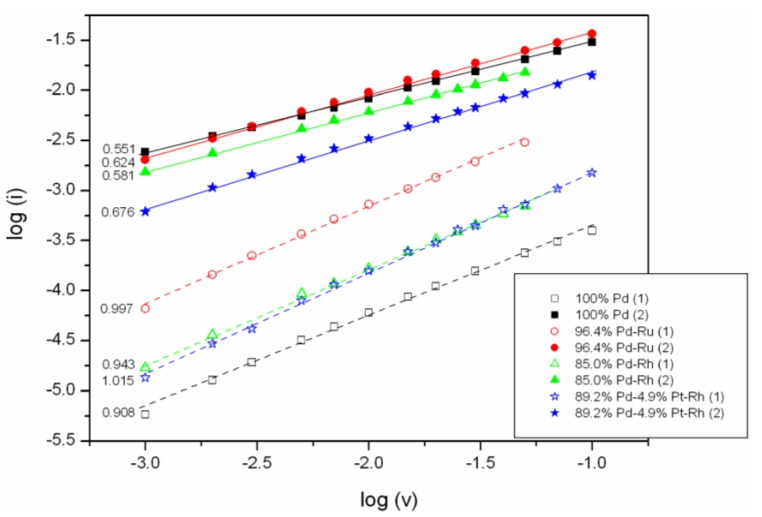 -1.5
-2.0
-2.5
-3.0
-3.5
-4.0
-4.5
-5.0
-5.5
log (i)
0.551
0.624
0.581
0.676
0.997
0.943
1.015
0.908
100% Pd (1)
100% Pd (2)
96.4% Pd-Ru (1)
96.4% Pd-Ru (2)
85.0% Pd-Rh (1)
85.0% Pd-Rh (2)
89.2% Pd-4.9% Pt-Rh (1)
89.2% Pd-4.9% Pt-Rh (2)
-3.0 -2.5 -2.0 -1.5 -1.0
log (v)